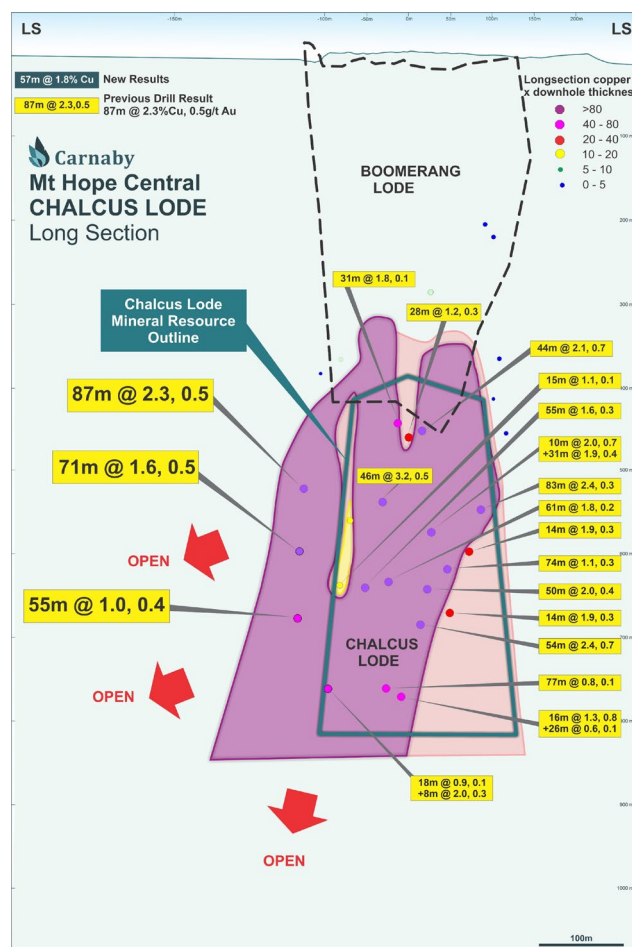 LS
LS
-100m
-50m
0m
50m
100m
150m
200m
57m @ 1.8% Cu
New Results
87m @ 2.3,0.5
Previous Drill Result
87m @ 2.3%Cu, 0.5g/t Au
Carnaby
Mt Hope Central
CHALCUS LODE
Long Section
Longsection copper
x downhole thicknes
>80
40 - 80
20 - 40
10 - 20
5 - 10
0 - 5
BOOMERANG
LODE
100m
200m
300m
400m
500m
700m
900m
1000m
31m @ 1.8, 0.1
28m @ 1.2, 0.3
Chalcus Lode
Mineral Resource
Outline
44m @ 2.1, 0.7
15m @ 1.1, 0.1
55m @ 1.6, 0.3
10m @ 2.0, 0.7
+31m @ 1.9, 0.4
87m @ 2.3, 0.5
71m @ 1.6, 0.5
46m @ 3.2, 0.5
83m @ 2.4, 0.3
61m @ 1.8, 0.2
14m @ 1.9, 0.3
OPEN
74m @ 1.1, 0.3
50m @ 2.0, 0.4
55m @ 1.0, 0.4
14m @ 1.9, 0.3
CHALCUS
LODE
54m @ 2.4, 0.7
OPEN
77m @ 0.8, 0.1
16m @ 1.3, 0.8
+26m @ 0.6, 0.1
18m @ 0.9, 0.1
+8m @ 2.0, 0.3
OPEN
100m